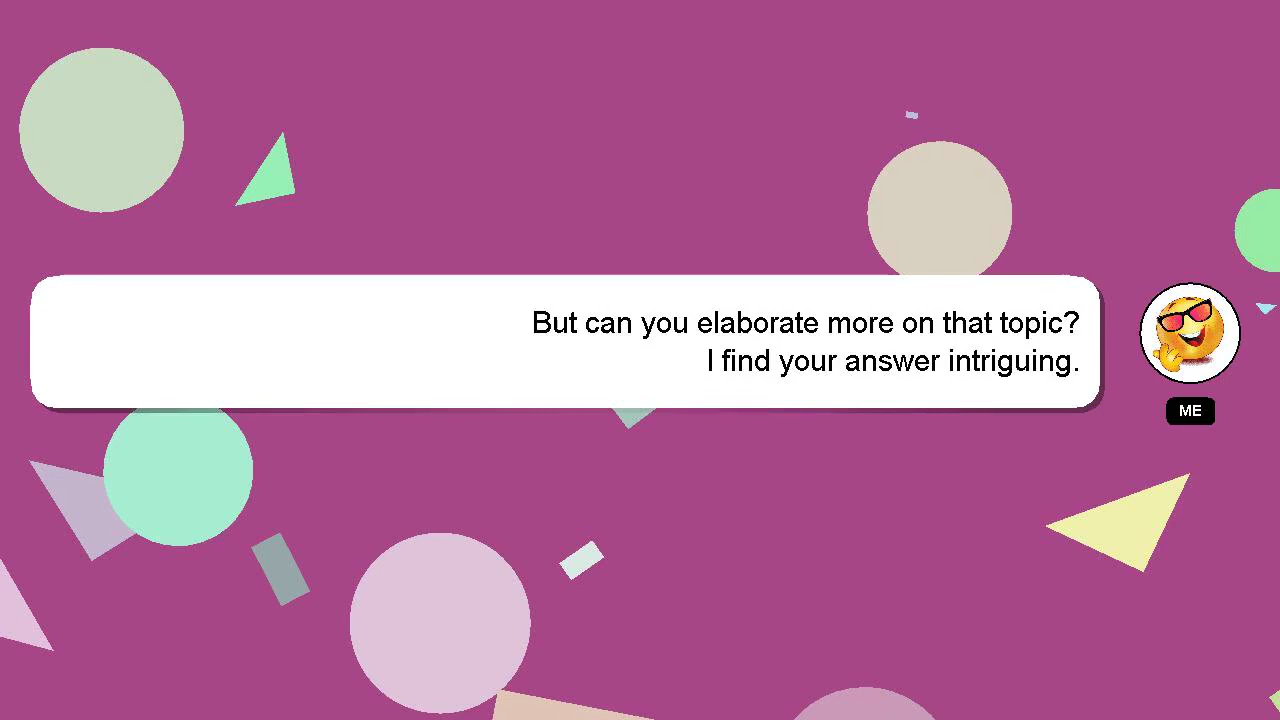 But can you elaborate more on that topic?
I find your answer intriguing.
ME